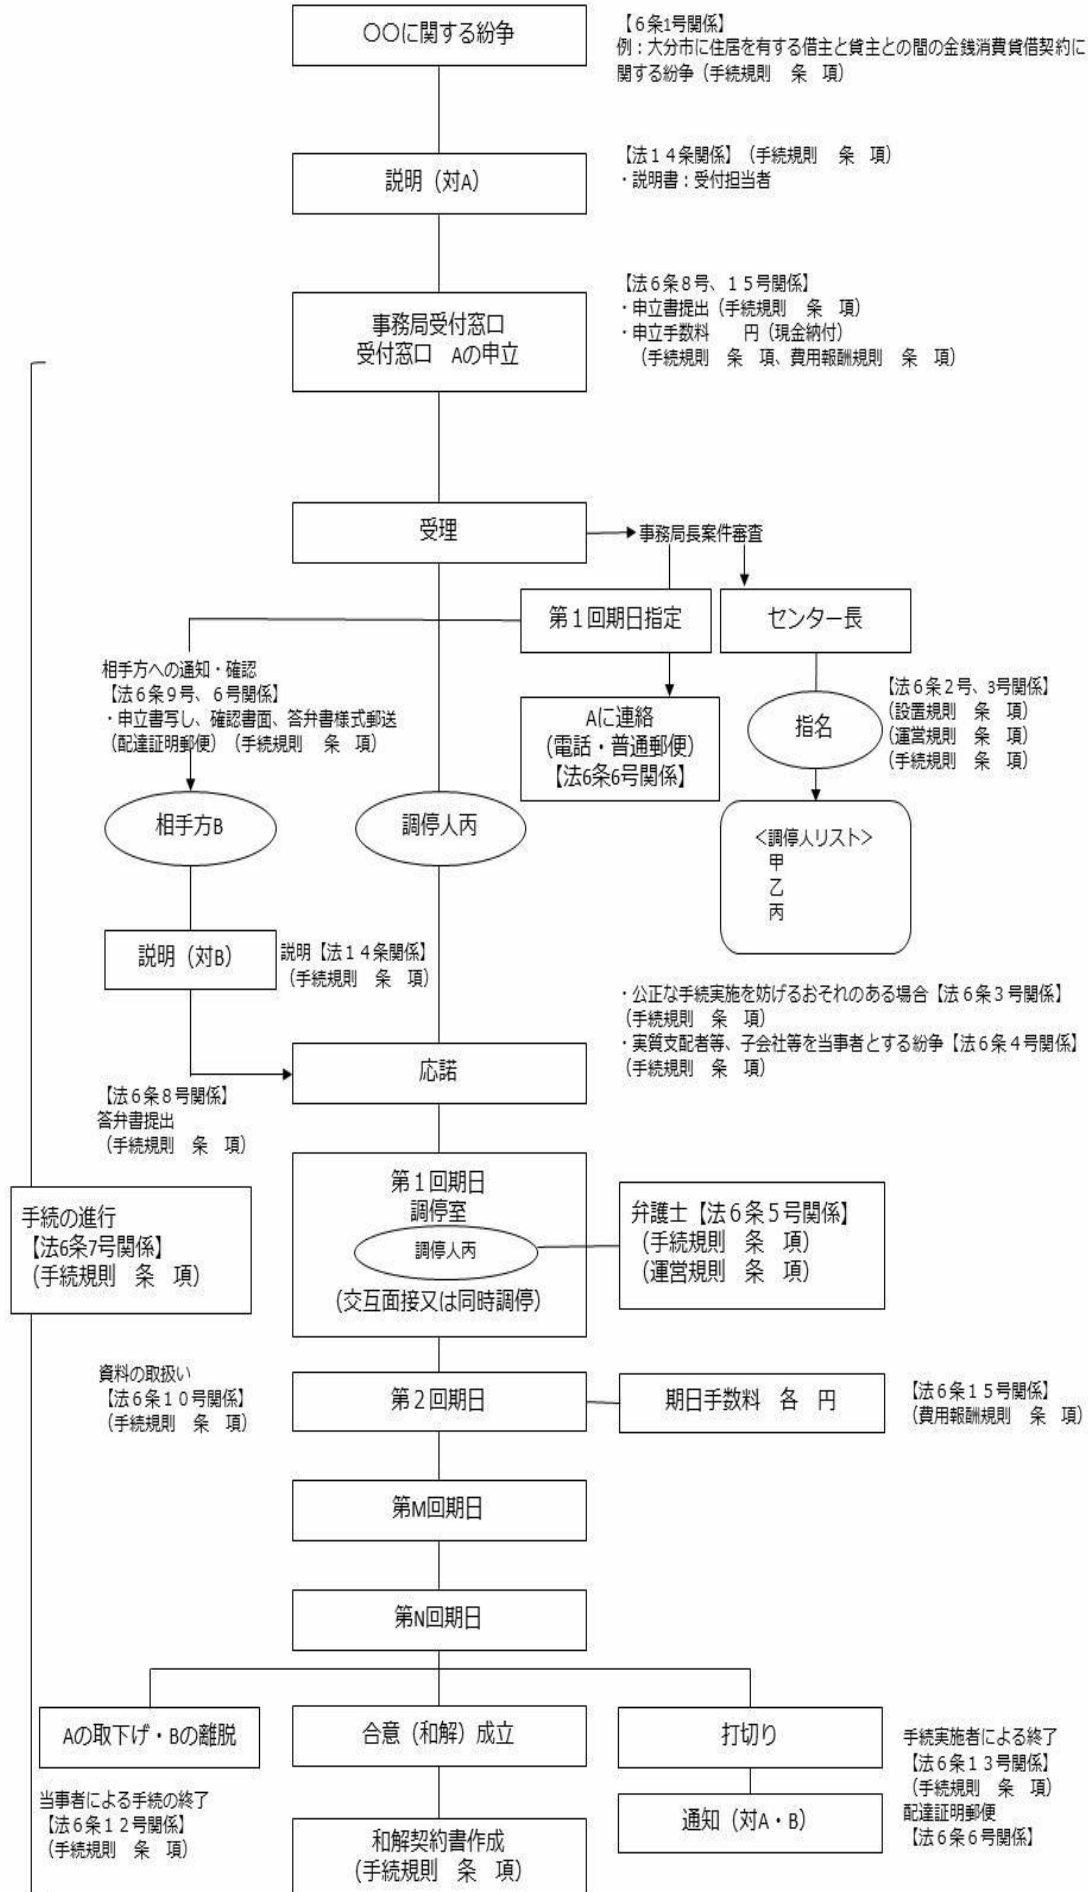 〇〇に関する紛争
【６条1号関係】
例：大分市に住居を有する借主と貸主との間の金銭消費貸借契約に
関する紛争（手続規則　条　項）
説明（対A）
【法１４条関係】（手続規則　条　項）
・説明書：受付担当者
【法６条８号、１５号関係】
・申立書提出（手続規則　条　項）
・申立手数料　　円（現金納付）
（手続規則　条　項、費用報酬規則　条　項）
事務局受付窓口
受付窓口　Aの申立
受理
事務局長案件審査
第１回期日指定
センター長
相手方への通知・確認
【法６条９号、６号関係】
・申立書写し、確認書面、答弁書様式郵送
（配達証明郵便）（手続規則　条　項）
Aに連絡
（電話・普通郵便）
【法6条6号関係】
指名
【法６条２号、3号関係】
（設置規則　条　項）
（運営規則　条　項）
（手続規則　条　項）
相手方B
調停人丙
＜調停人リスト＞
甲
乙
丙
説明（対B）
説明【法１４条関係】
（手続規則　条　項）
・公正な手続実施を妨げるおそれのある場合【法６条３号関係】
（手続規則　条　項）
・実質支配者等、子会社等を当事者とする紛争【法６条４号関係】
（手続規則　条　項）
応諾
【法６条８号関係】
答弁書提出
（手続規則　条　項）
第１回期日
調停室
調停人丙
（交互面接又は同時調停）
手続の進行
【法6条7号関係】
（手続規則　条　項）
弁護士【法６条５号関係】
（手続規則　条　項）
（運営規則　条　項）
資料の取扱い
【法６条１０号関係】
（手続規則　条　項）
第２回期日
期日手数料　各　円
【法６条１５号関係】
（費用報酬規則　条　項）
第M回期日
第N回期日
Aの取下げ・Bの離脱
合意（和解）成立
打切り
手続実施者による終了
【法６条１３号関係】
（手続規則　条　項）
配達証明郵便
【法６条６号関係】
当事者による手続の終了
【法６条１２号関係】
（手続規則　条　項）
和解契約書作成
（手続規則　条　項）
通知（対A・B）